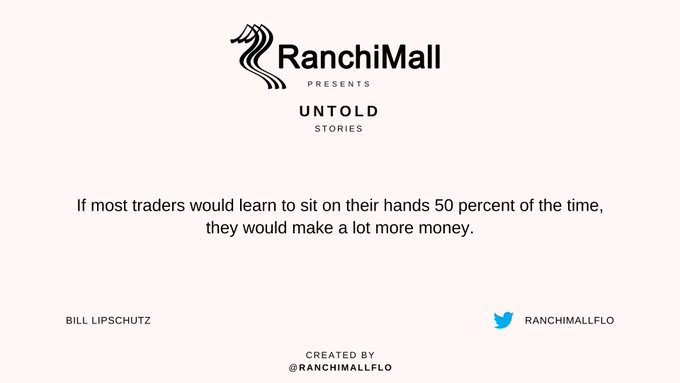 RanchiMall
PRESENTS
UNTOLD
STORIES
If most traders would learn to sit on their hands 50 percent of the time,
they would make a lot more money.
BILL LIPSCHUTZ
RANCHIMALLFLO
CREATED BY
@RANCHIMALLFLO